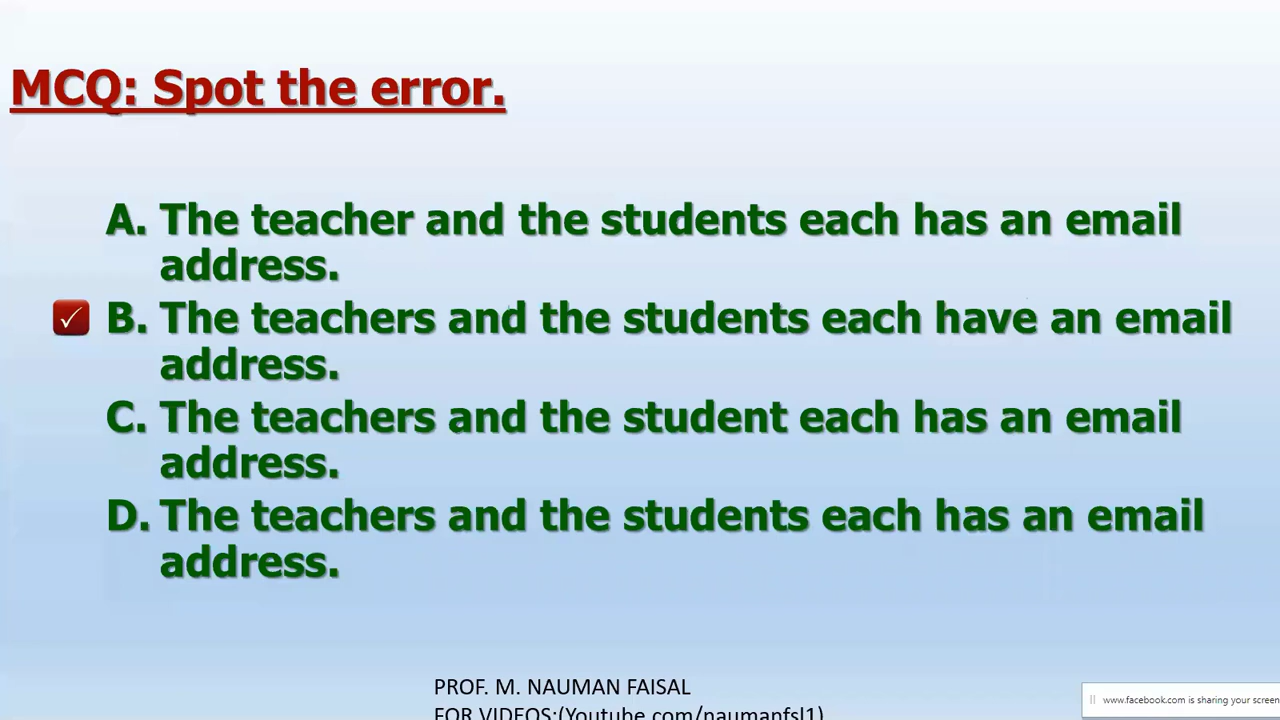 MCQ: Spot the error.
A. The teacher and the students each has an email
address.
B. The teachers and the students each have an email
address.
C. The teachers and the student each has an email
address.
D. The teachers and the students each has an email
address.
PROF. M. NAUMAN FAISAL
FOR VIDEOS:(Youtube.com/naumanfsl1)
www.facebook.com is sharing your screen